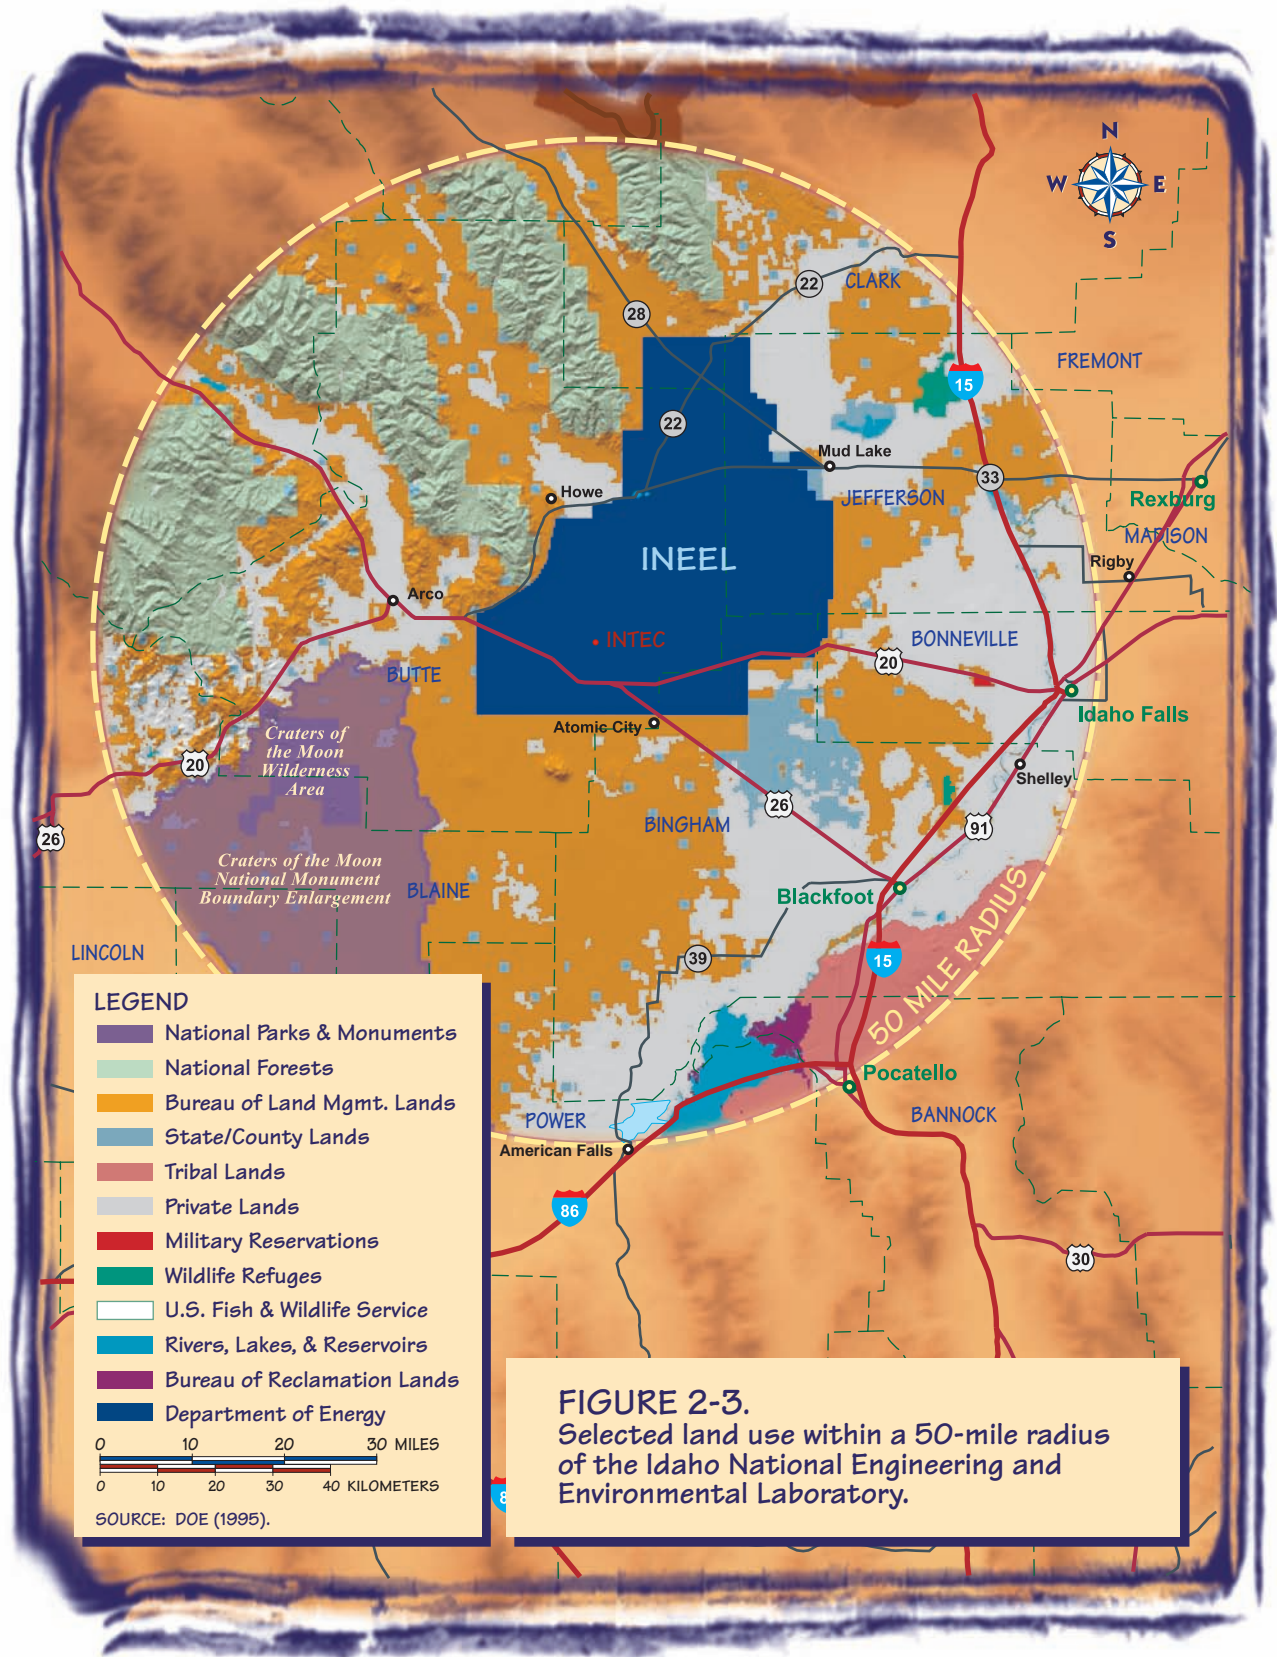 N
W E
S
22
CLARK
28
FREMONT
15
22
Mud Lake
33
Howe
JEFFERSON
Rexburg
MADISON
INEEL
Rigby
Arco
INTEC
BONNEVILLE
20
BUTTE
Idaho Falls
Atomic City
Craters of
the Moon
Wilderness
Area
20
Shelley
26
BINGHAM
91
26
Craters of the Moon
National Monument
Boundary Enlargement
BLAINE
Blackfoot
50 MILE RADIUS
LINCOLN
39
15
Pocatello
POWER
BANNOCK
American Falls
86
30
LEGEND
National Parks & Monuments
National Forests
Bureau of Land Mgmt. Lands
State/County Lands
Tribal Lands
Private Lands
Military Reservations
Wildlife Refuges
U.S. Fish & Wildlife Service
Rivers, Lakes, & Reservoirs
Bureau of Reclamation Lands
Department of Energy
0 10 20 30 MILES
0 10 20 30 40 KILOMETERS
SOURCE: DOE (1995).
FIGURE 2-3.
Selected land use within a 50-mile radius
of the Idaho National Engineering and
Environmental Laboratory.